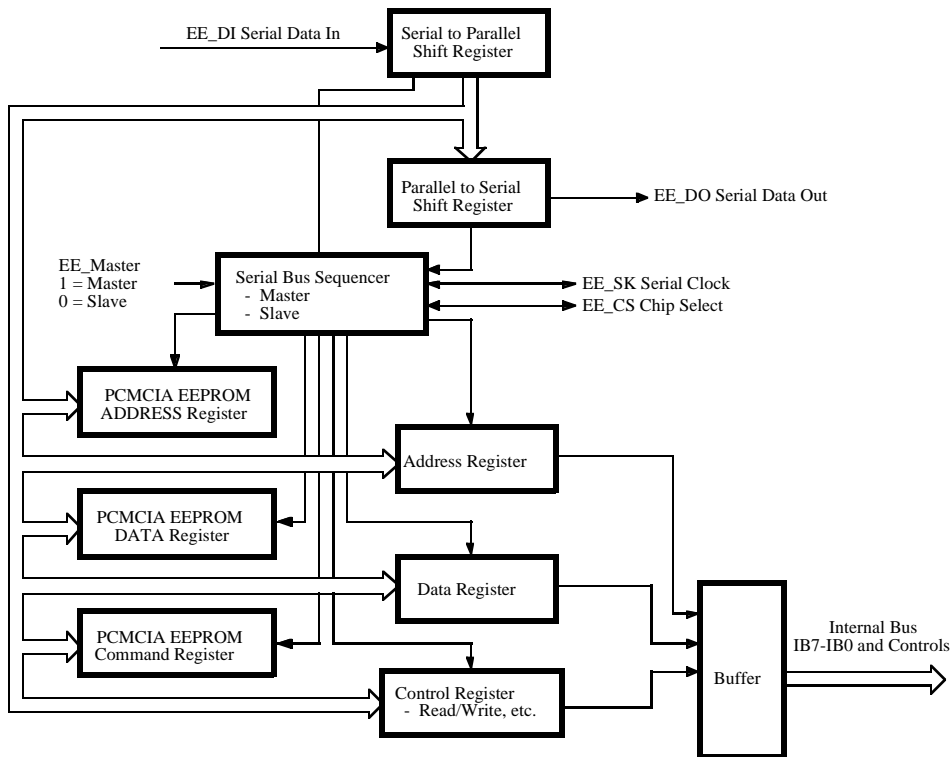 EE_DI Serial Data In
Serial to Parallel
Shift Register
Parallel to Serial
Shift Register
EE_DO Serial Data Out
EE_Master
1 = Master
0 = Slave
Serial Bus Sequencer
- Master
- Slave
EE_SK Serial Clock
EE_CS Chip Select
PCMCIA EEPROM
ADDRESS Register
Address Register
PCMCIA EEPROM
DATA Register
Data Register
PCMCIA EEPROM
Command Register
Control Register
- Read/Write, etc.
Buffer
Internal Bus
IB7-IB0 and Controls